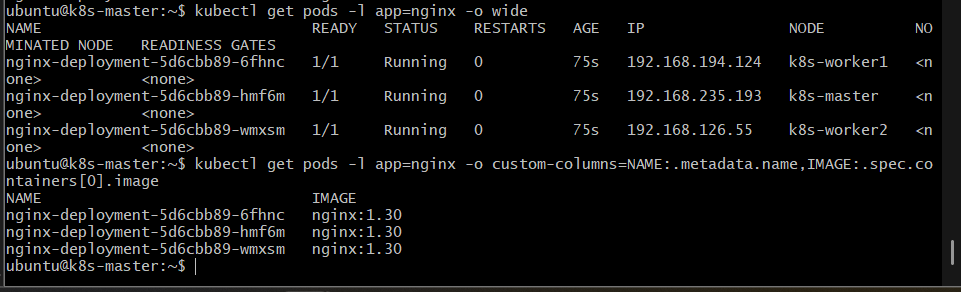 ubuntu@k8s-master:~$ kubectl get pods -l app=nginx -o wide
NAME                                READY   STATUS    RESTARTS   AGE   IP                NODE          NO
MINATED NODE   READINESS GATES
nginx-deployment-5d6cbb89-6fhnc   1/1     Running   0          75s   192.168.194.124   k8s-worker1   <n
one>           <none>
nginx-deployment-5d6cbb89-hmf6m   1/1     Running   0          75s   192.168.235.193   k8s-master    <n
one>           <none>
nginx-deployment-5d6cbb89-wmxsm   1/1     Running   0          75s   192.168.126.55    k8s-worker2   <n
one>           <none>
ubuntu@k8s-master:~$ kubectl get pods -l app=nginx -o custom-columns=NAME:.metadata.name,IMAGE:.spec.co
ntainers[0].image
NAME                              IMAGE
nginx-deployment-5d6cbb89-6fhnc   nginx:1.30
nginx-deployment-5d6cbb89-hmf6m   nginx:1.30
nginx-deployment-5d6cbb89-wmxsm   nginx:1.30
ubuntu@k8s-master:~$